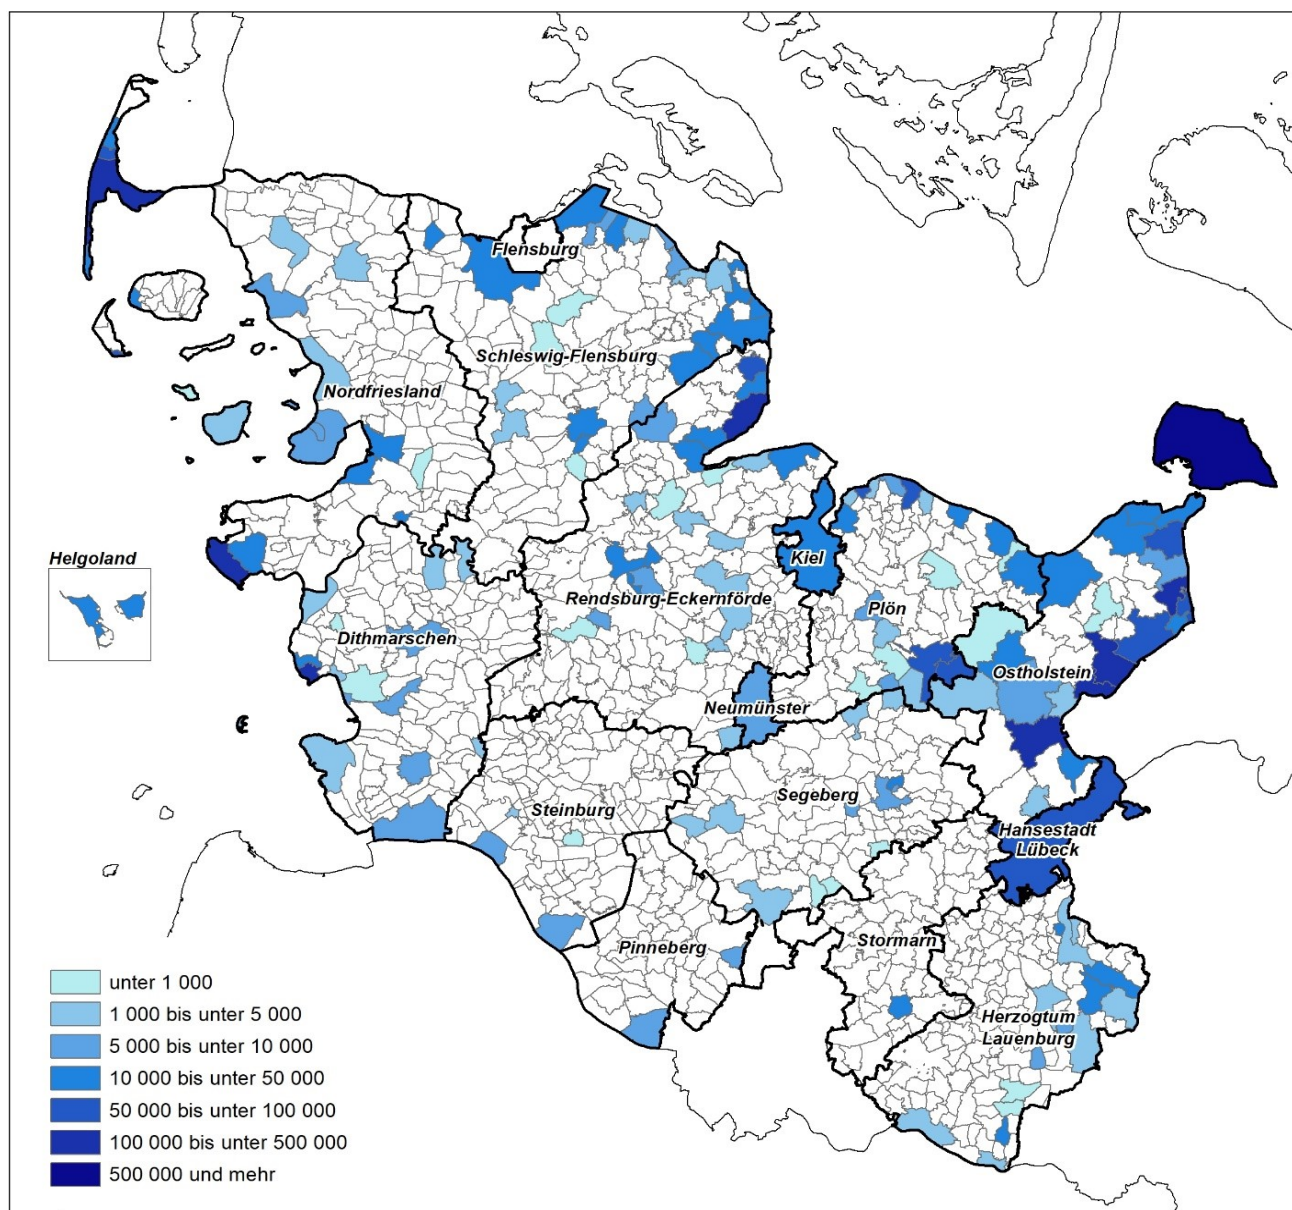 Flensburg
Schleswig-Flensburg
Nordfriesland
Helgoland
Kiel
Rendsburg-Eckernförde
Plön
Dithmarschen
Ostholstein
Neumünster
Segeberg
Steinburg
Hansestadt
Lübeck
Pinneberg
Stormarn
Herzogtum
Lauenburg
unter 1 000
1 000 bis unter 5 000
5 000 bis unter 10 000
10 000 bis unter 50 000
50 000 bis unter 100 000
100 000 bis unter 500 000
500 000 und mehr